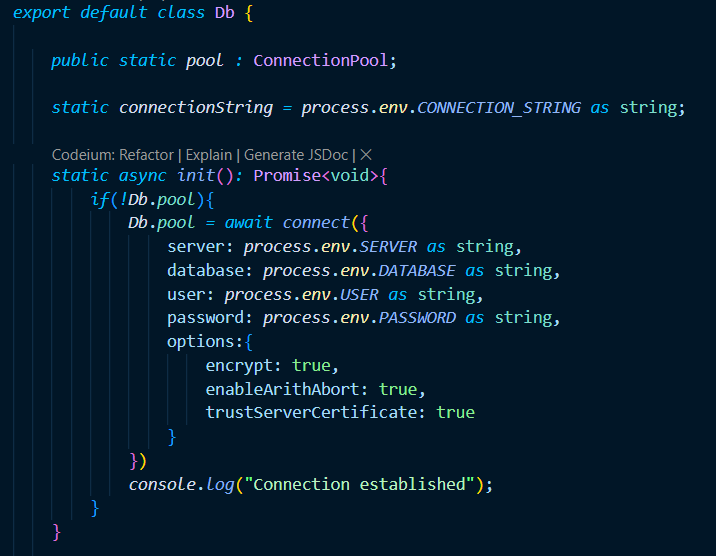 export default class Db {
public static pool : ConnectionPool;
static connectionString = process.env.CONNECTION_STRING as string;
Codeium: Refactor | Explain | Generate JSDoc | ×
static async init(): Promise<void>{
if(!Db.pool){
Db.pool = await connect({
server: process.env.SERVER as string,
database: process.env.DATABASE as string,
user: process.env.USER as string,
password: process.env.PASSWORD as string,
options:{
encrypt: true,
enableArithAbort: true,
trustServerCertificate: true
}
})
console.log("Connection established");
}
}